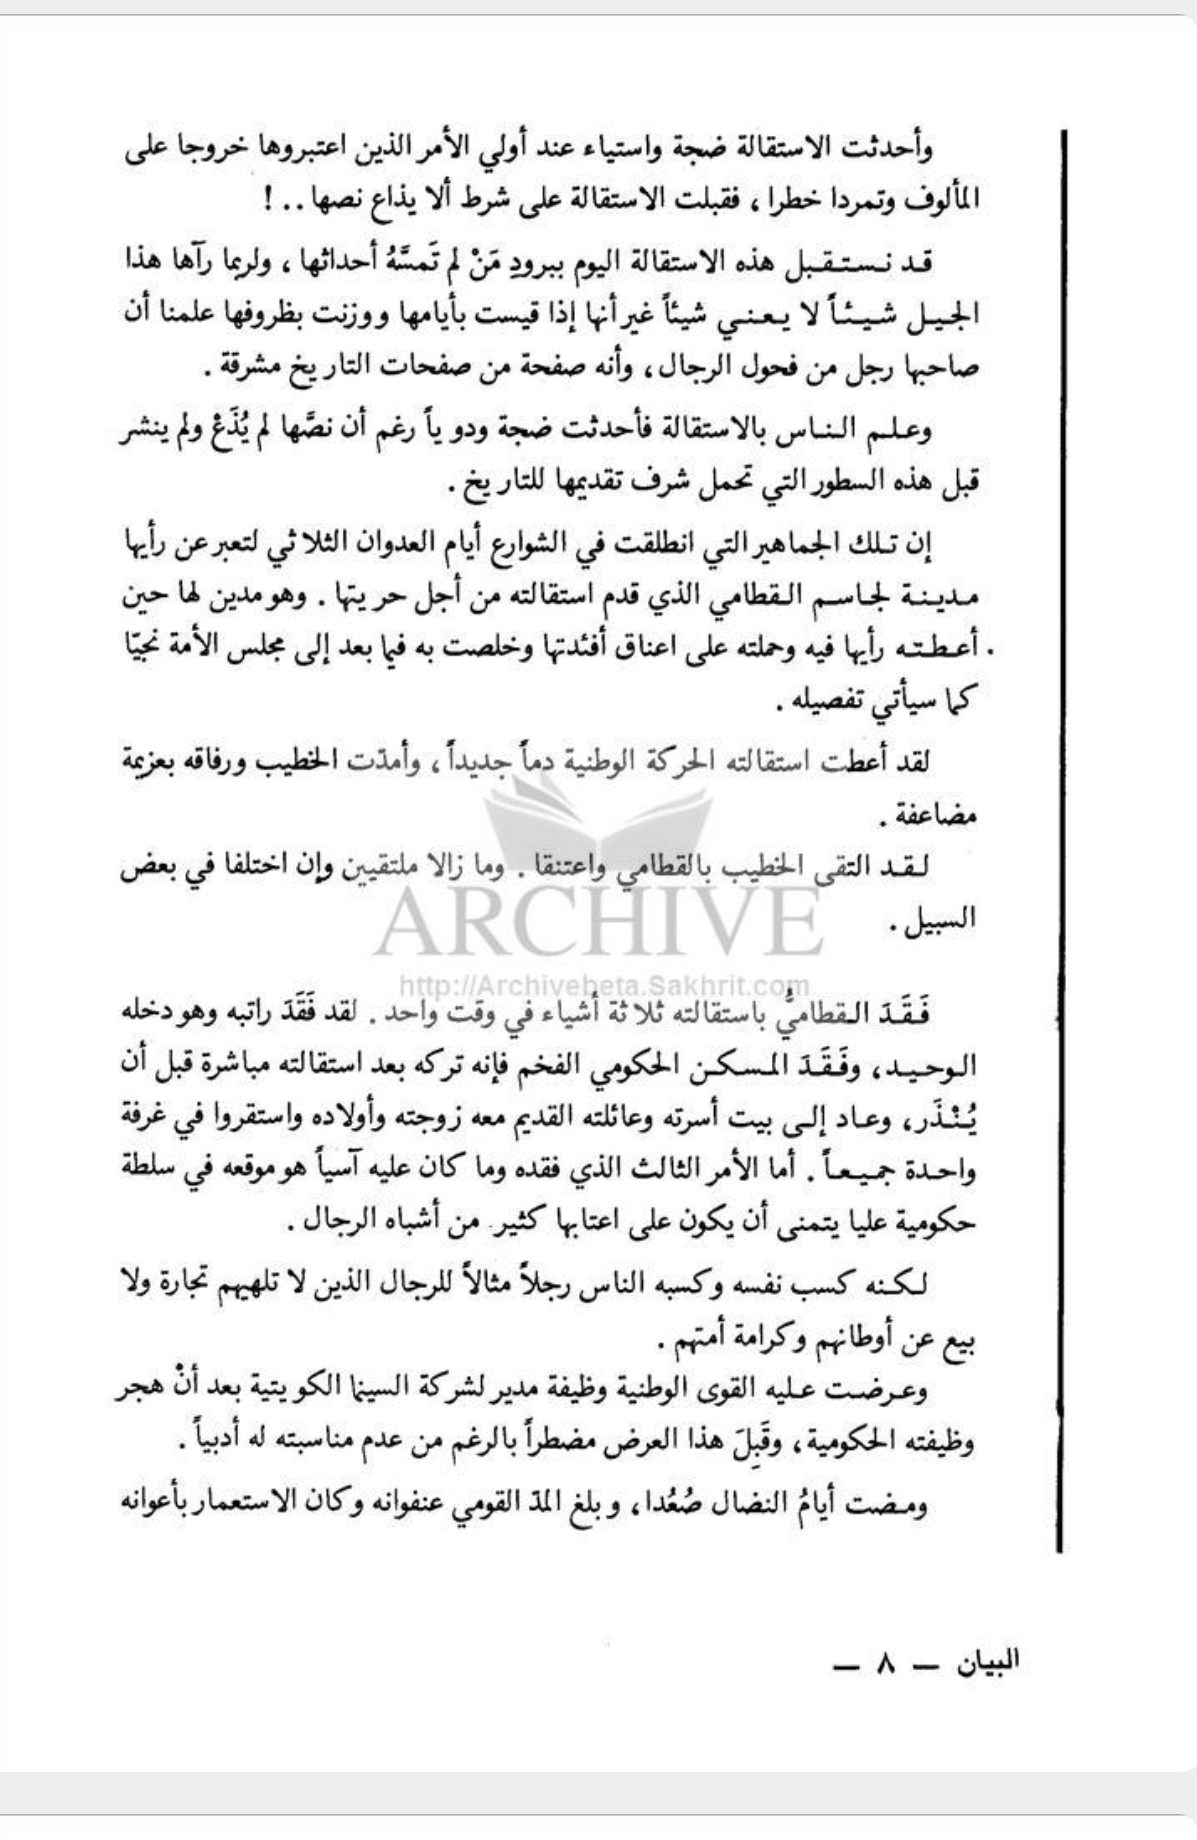 وأحدثت الاستقالة ضجة واستياء عند أولي الأمر الذين اعتبروها خروجا على
المألوف وتمردا خطرا ، فقبلت الاستقالة على شرط ألا يذاع نصها .. !
قد نستقبل هذه الاستقالة اليوم ببرودِ مَنْ لم تَمسَّهُ أحداثها ، ولربما رآها هذا
الجيل شيئاً لا يعني شيئاً غير أنها إذا قيست بأيامها ووزنت بظروفها علمنا أن
صاحبها رجل من فحول الرجال ، وأنه صفحة من صفحات التاريخ مشرقة .
وعلم الناس بالاستقالة فأحدثت ضجة ودوياً رغم أن نصَّها لم يُذَعْ ولم ينشر
قبل هذه السطور التي تحمل شرف تقديمها للتاريخ .
إن تلك الجماهير التي انطلقت في الشوارع أيام العدوان الثلاثي لتعبر عن رأيها
مدينة لجاسم القطامي الذي قدم استقالته من أجل حريتها . وهو مدين لها حين
. أعطته رأيها فيه وحملته على اعناق أفئدتها وخلصت به فيما بعد إلى مجلس الأمة نجيّا
كما سيأتي تفصيله .
لقد أعطت استقالته الحركة الوطنية دماً جديداً ، وأمدّت الخطيب ورفاقه بعزيمة
مضاعفة .
لقد التقى الخطيب بالقطامي واعتنقا . وما زالا ملتقيين وإن اختلفا في بعض
السبيل .
ARCHIVE
http://Archivebeta.Sakhrit.com
فَقَدَ القطاميُّ باستقالته ثلاثة أشياء في وقت واحد . لقد فَقَدَ راتبه وهو دخله
الوحيد ، وفَقَدَ المسكن الحكومي الفخم فإنه تركه بعد استقالته مباشرة قبل أن
يُنْذَر ، وعاد إلى بيت أسرته وعائلته القديم معه زوجته وأولاده واستقروا في غرفة
واحدة جميعاً . أما الأمر الثالث الذي فقده وما كان عليه آسياً هو موقعه في سلطة
حكومية عليا يتمنى أن يكون على اعتابها كثير من أشباه الرجال .
لكنه كسب نفسه وكسبه الناس رجلاً مثالاً للرجال الذين لا تلهيهم تجارة ولا
بيع عن أوطانهم وكرامة أمتهم .
وعرضت عليه القوى الوطنية وظيفة مدير لشركة السينما الكويتية بعد أنْ هجر
وظيفته الحكومية ، وقَبِلَ هذا العرض مضطراً بالرغم من عدم مناسبته له أدبياً .
ومضت أيامُ النضال صُعُدا ، وبلغ المدّ القومي عنفوانه وكان الاستعمار بأعوانه
البيان — ٨ —